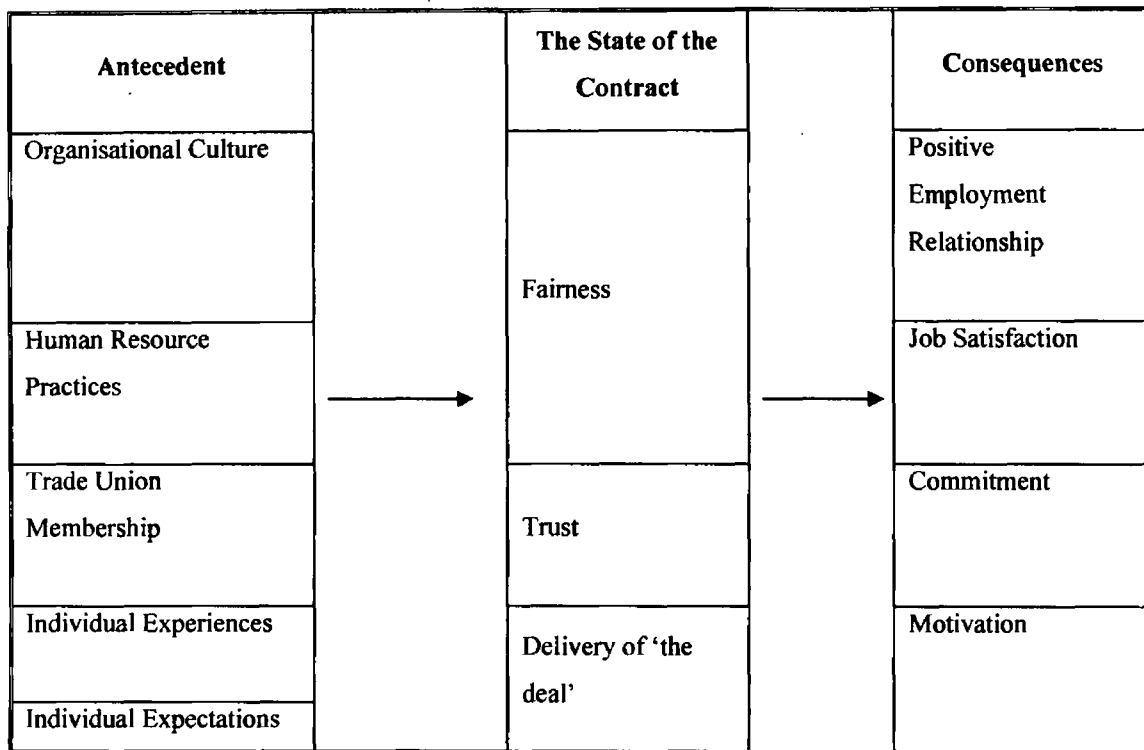 Antecedent
The State of the
Contract
Consequences
Organisational Culture
Human Resource
Practices
Trade Union
Membership
Individual Experiences
Individual Expectations
Fairness
Trust
Delivery of ‘the
deal’
Positive
Employment
Relationship
Job Satisfaction
Commitment
Motivation